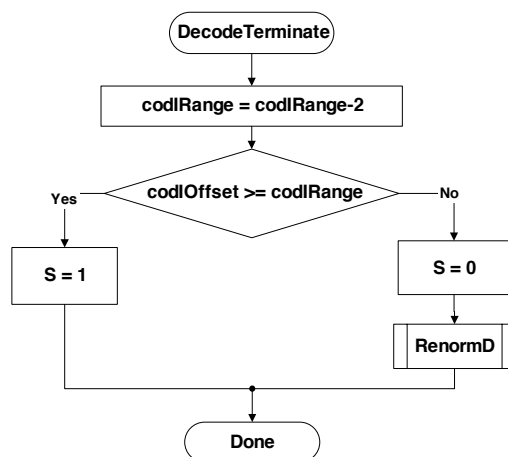 DecodeTerminate
codIRange = codIRange-2
codIOffset >= codIRange
Yes
No
S = 1
S = 0
RenormD
Done